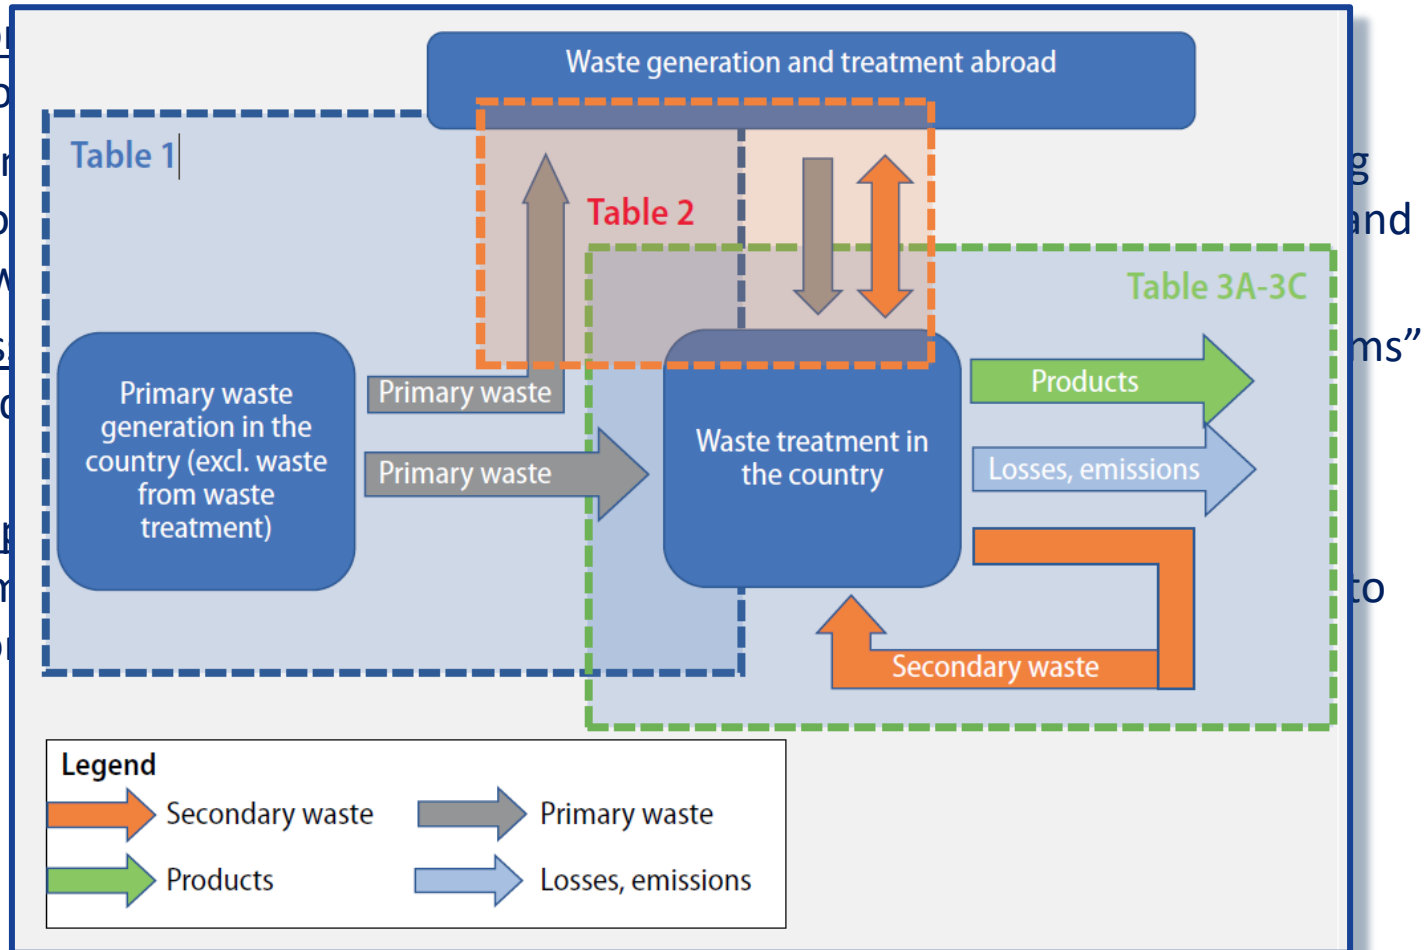 Waste generation and treatment abroad
Table 1
g
Table 2
and
Table 3A-3C
ms”
Primary waste
generation in the
country (excl. waste
from waste
treatment)
Primary waste
Primary waste
Waste treatment in
the country
Products
Losses, emissions
to
Secondary waste
Legend
Secondary waste
Primary waste
Products
Losses, emissions